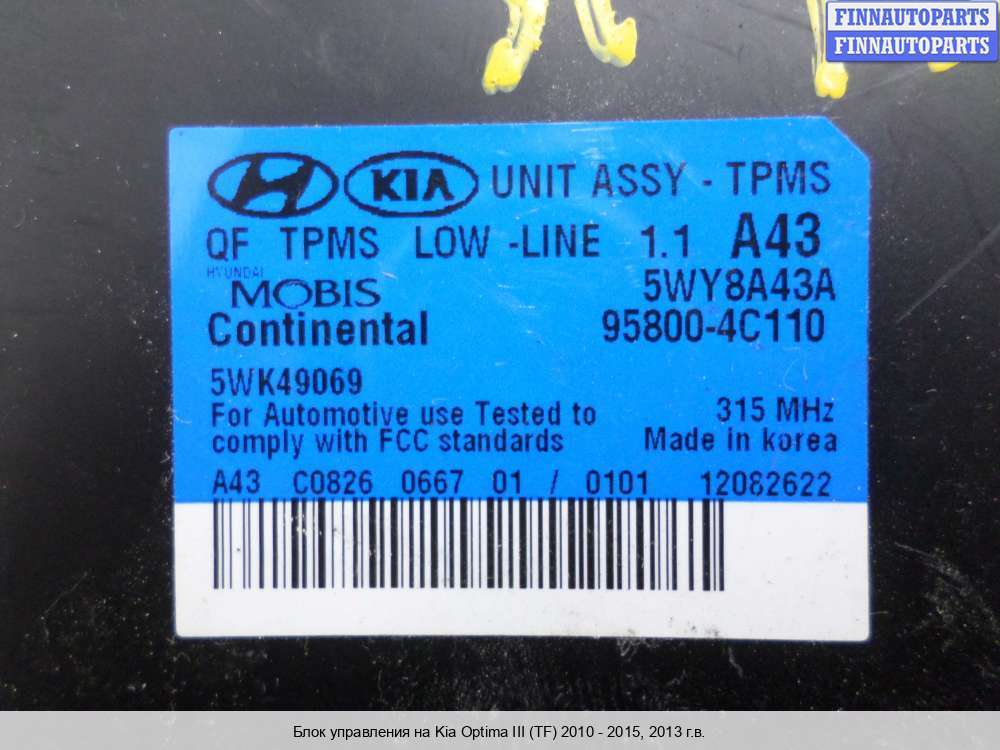 FINNAUTOPARTS
FINNAUTOPARTS
KIA UNIT ASSY - TPMS
QF TPMS LOW -LINE 1.1 A43
HYUNDAI
MOBIS 5WY8A43A
Continental 95800-4C110
5WK49069
For Automotive use Tested to 315 MHz
comply with FCC standards Made in korea
A43 C0826 0667 01 / 0101 12082622
Блок управления на Kia Optima III (TF) 2010 - 2015, 2013 г.в.